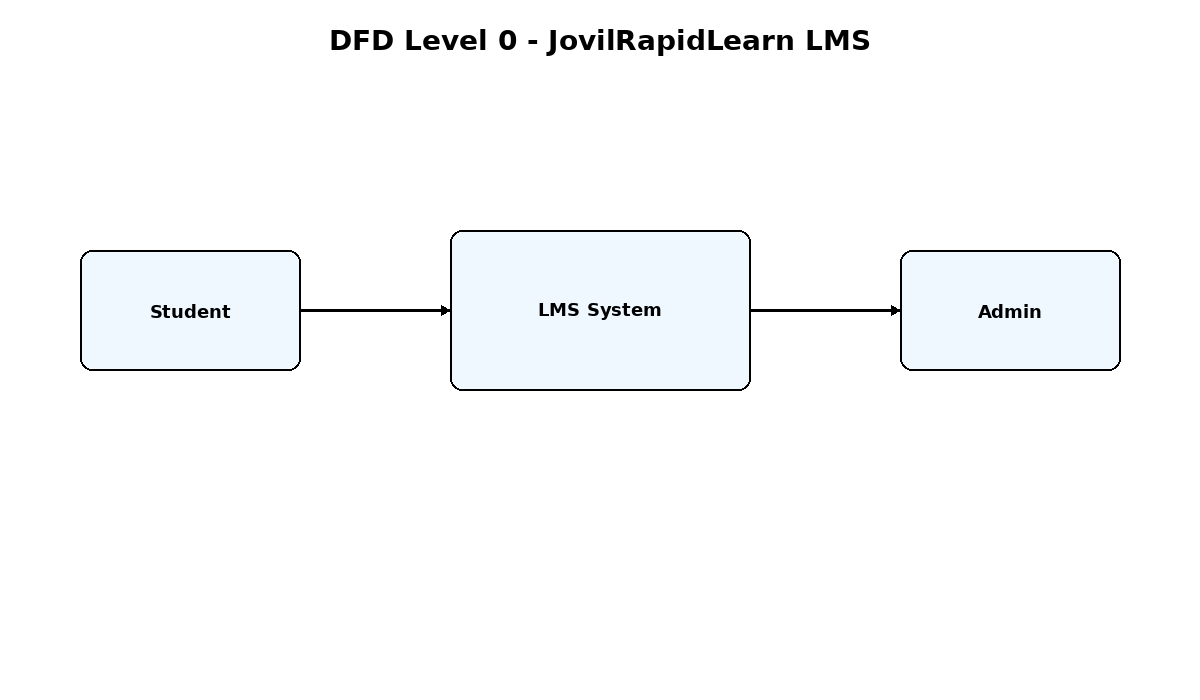 DFD Level 0 - JovilRapidLearn LMS
Student
LMS System
Admin